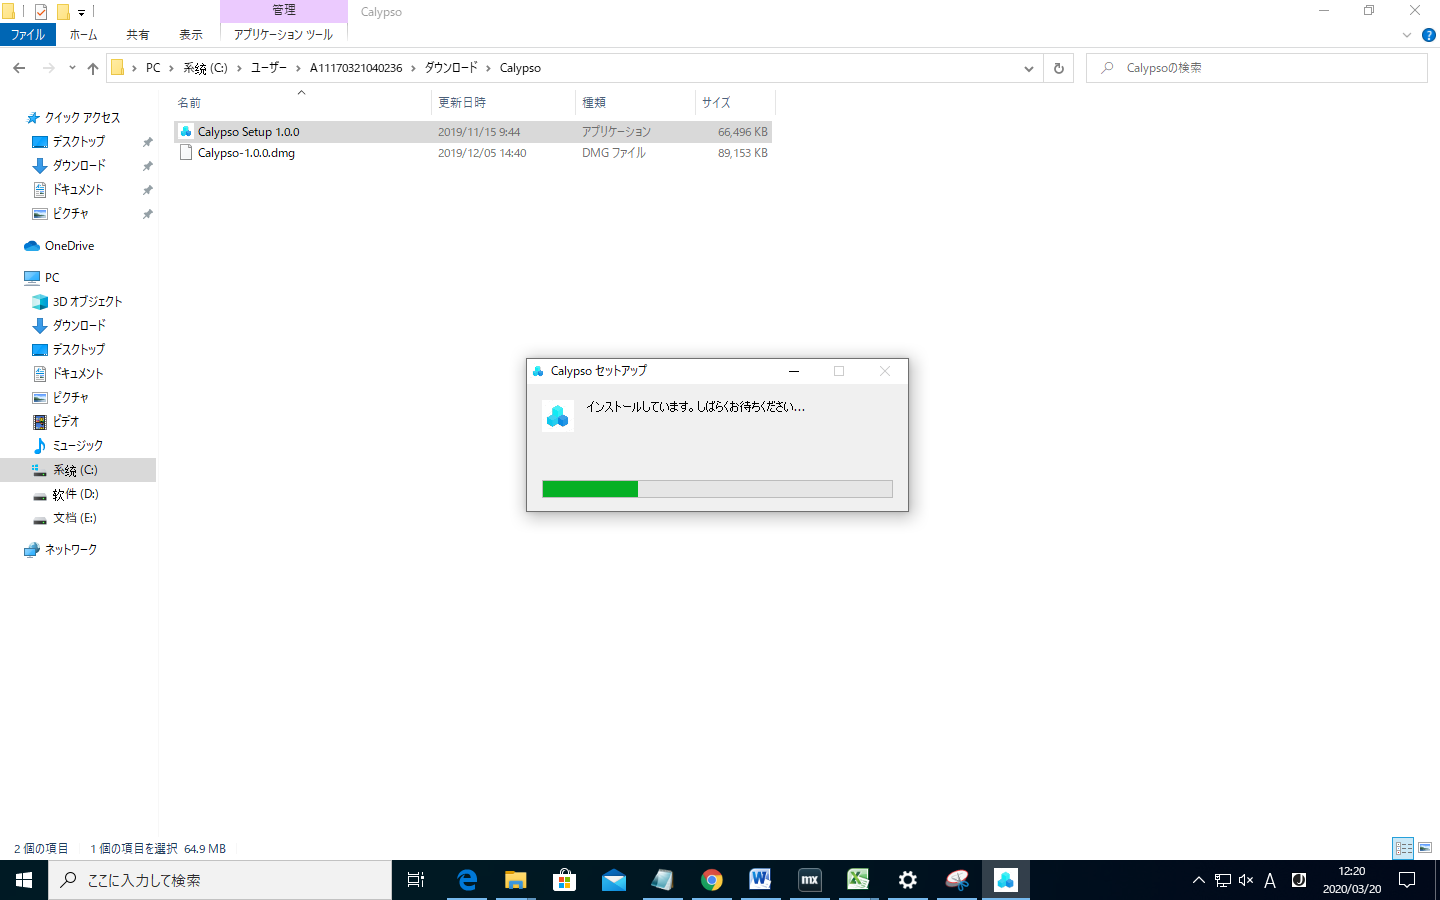 管理
Calypso
ファイル
ホーム
共有
表示
アプリケーション ツール
PC
系统 (C:)
ユーザー
A11170321040236
ダウンロード
Calypso
Calypsoの検索
名前
更新日時
種類
サイズ
Calypso Setup 1.0.0
2019/11/15 9:44
アプリケーション
66,496 KB
Calypso-1.0.0.dmg
2019/12/05 14:40
DMG ファイル
89,153 KB
クイック アクセス
デスクトップ
ダウンロード
ドキュメント
ピクチャ
OneDrive
PC
3D オブジェクト
ダウンロード
デスクトップ
ドキュメント
ピクチャ
ビデオ
ミュージック
系统 (C:)
软件 (D:)
文档 (E:)
ネットワーク
Calypso セットアップ
インストールしています。しばらくお待ちください...
2 個の項目
1 個の項目を選択 64.9 MB
ここに入力して検索
mx
A
12:20
2020/03/20